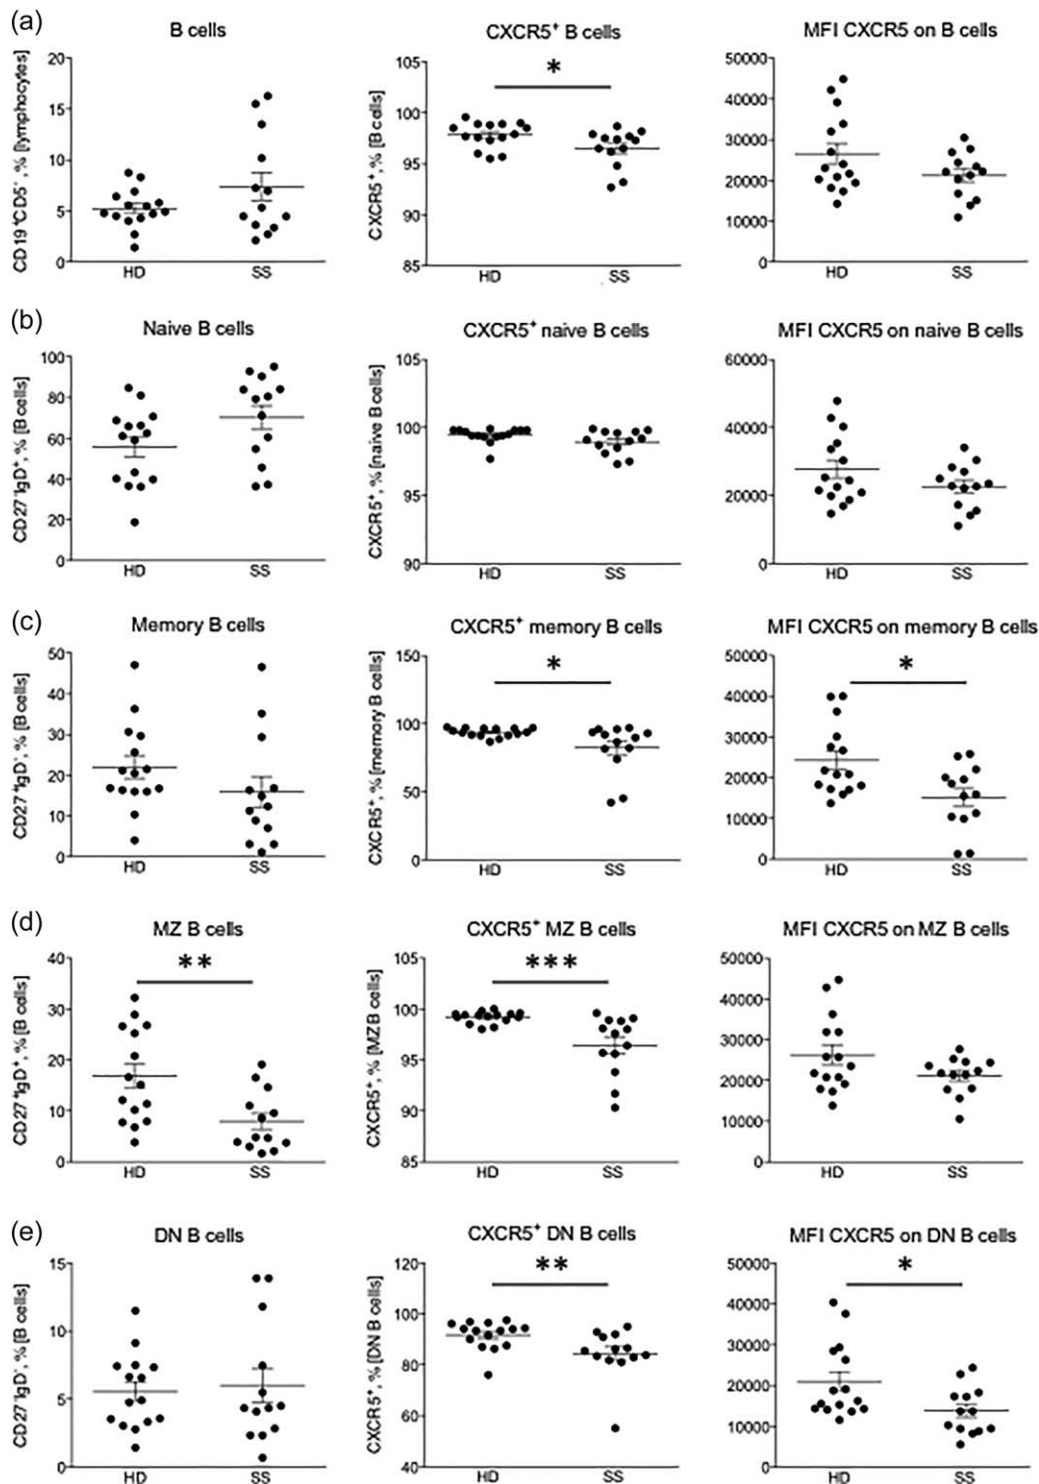 (a)
B cells
CD19⁺CD5⁻, % [lymphocytes]
20
15
10
5
0
HD SS
CXCR5⁺ B cells
*
CXCR5⁺, % [B cells]
105
100
95
90
85
HD SS
MFI CXCR5 on B cells
50000
40000
30000
20000
10000
0
HD SS
(b)
Naive B cells
CD27⁻IgD⁺, % [B cells]
100
80
60
40
20
0
HD SS
CXCR5⁺ naive B cells
CXCR5⁺, % [naive B cells]
105
100
95
90
HD SS
MFI CXCR5 on naive B cells
60000
40000
20000
0
HD SS
(c)
Memory B cells
CD27⁺IgD⁻, % [B cells]
50
40
30
20
10
0
HD SS
CXCR5⁺ memory B cells
*
CXCR5⁺, % [memory B cells]
150
100
50
0
HD SS
MFI CXCR5 on memory B cells
*
50000
40000
30000
20000
10000
0
HD SS
(d)
MZ B cells
**
CD27⁺IgD⁺, % [B cells]
40
30
20
10
0
HD SS
CXCR5⁺ MZ B cells
***
CXCR5⁺, % [MZB cells]
105
100
95
90
85
HD SS
MFI CXCR5 on MZ B cells
50000
40000
30000
20000
10000
0
HD SS
(e)
DN B cells
CD27⁻IgD⁻, % [B cells]
15
10
5
0
HD SS
CXCR5⁺ DN B cells
**
CXCR5⁺, % [DN B cells]
120
100
80
60
40
HD SS
MFI CXCR5 on DN B cells
*
50000
40000
30000
20000
10000
0
HD SS